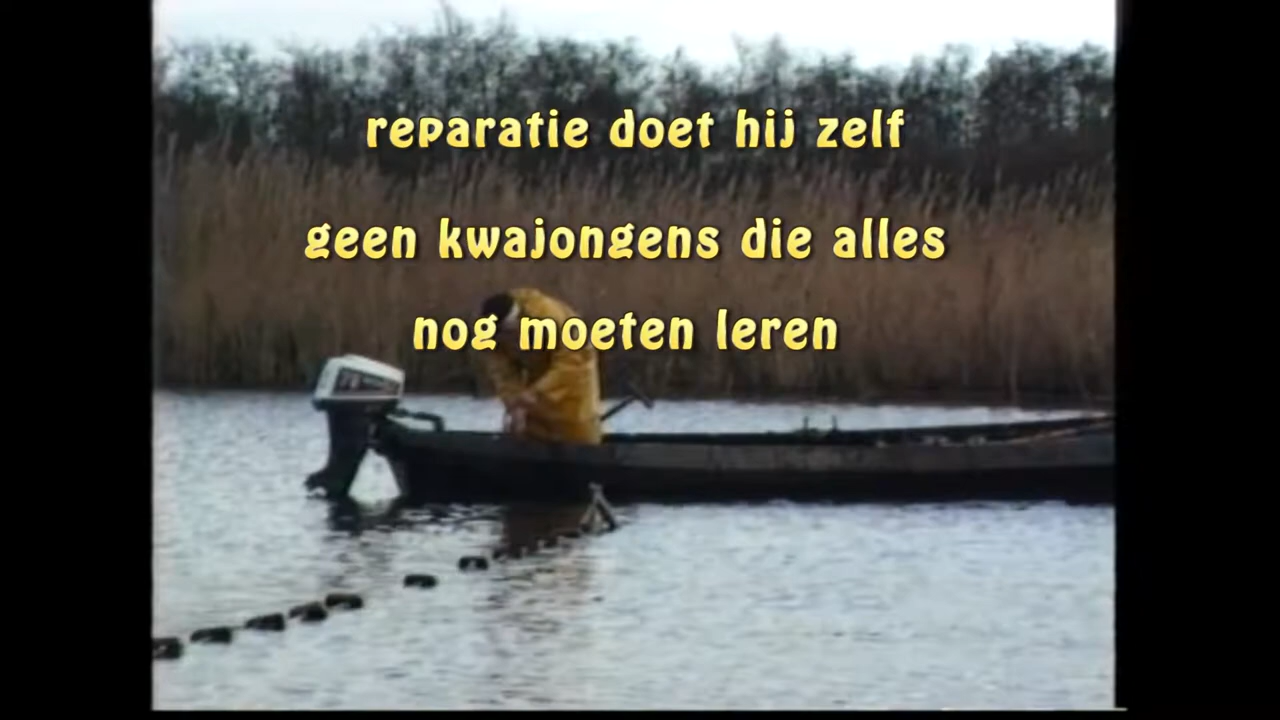 reparatie doet hij zelf
geen kwajongens die alles
nog moeten leren